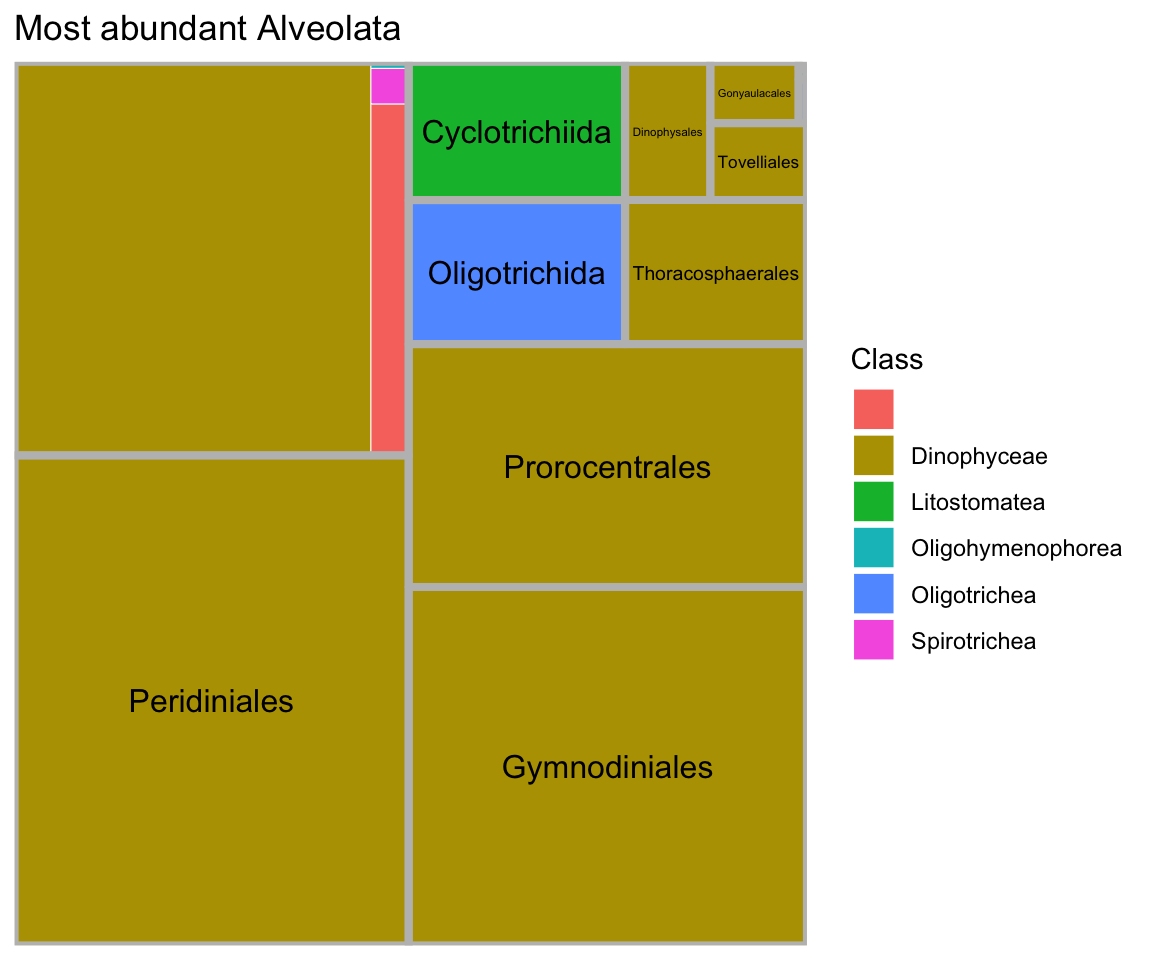 Most abundant Alveolata
Cyclotrichiida
Dinophysales
Gonyaulacales
Tovelliales
Oligotrichida
Thoracosphaerales
Prorocentrales
Peridiniales
Gymnodiniales
Class
Dinophyceae
Litostomatea
Oligohymenophorea
Oligotrichea
Spirotrichea